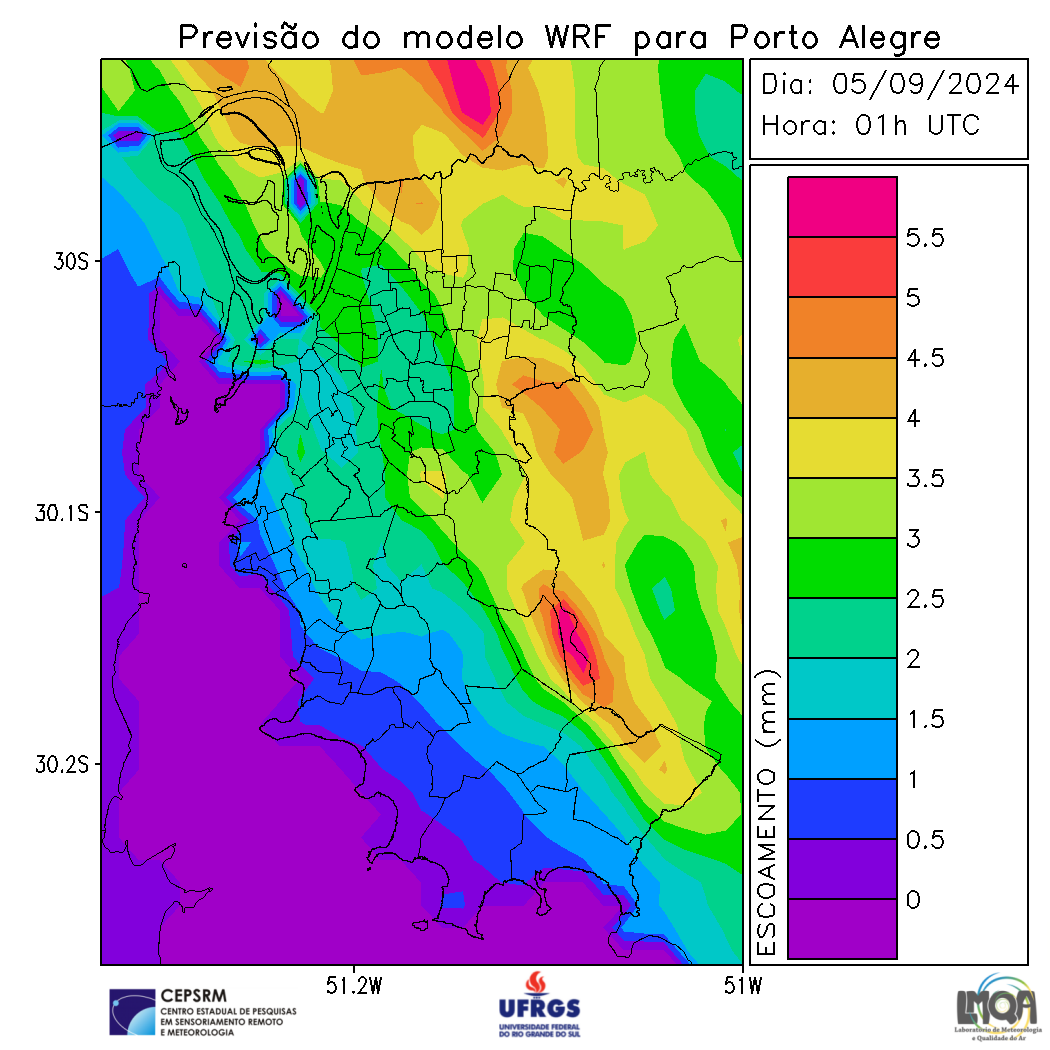 Previsão do modelo WRF para Porto Alegre
Dia: 05/09/2024
Hora: 01h UTC
30S
30.1S
30.2S
51.2W
51W
ESCOAMENTO (mm)
5.5
5
4.5
4
3.5
3
2.5
2
1.5
1
0.5
0
CEPSRM
CENTRO ESTADUAL DE PESQUISAS
EM SENSORIAMENTO REMOTO
E METEOROLOGIA
UFRGS
UNIVERSIDADE FEDERAL
DO RIO GRANDE DO SUL
LMQA
Laboratório de Meteorologia
e Qualidade do Ar